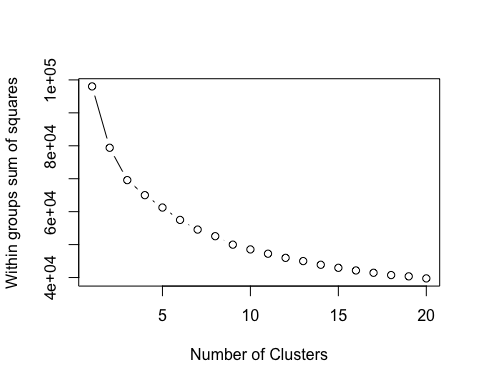 Within groups sum of squares
1e+05
8e+04
6e+04
4e+04
5 10 15 20
Number of Clusters